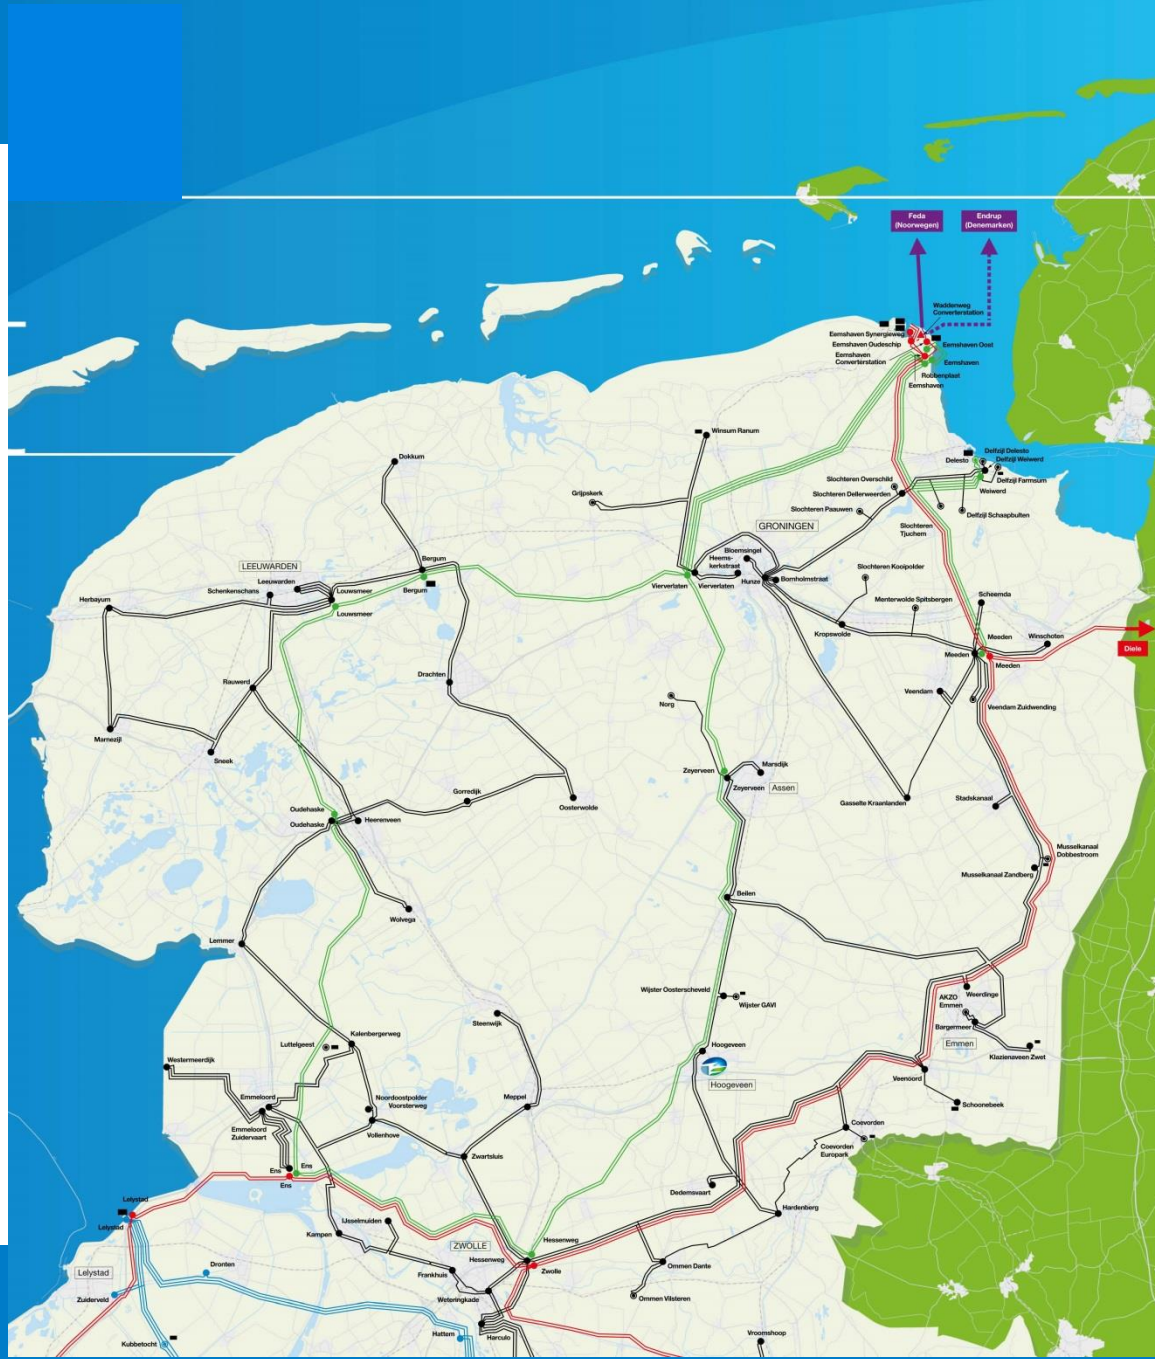 Feda
(Noorwegen)
Endrup
(Denemarken)
Waddenweg
Converterstation
Eemshaven Synergieweg
Eemshaven Oudeschip
Eemshaven Oost
Eemshaven
Converterstation
Eemshaven
Robbenplaat
Eemshaven
Winsum Ranum
Dokkum
Grijpskerk
Delesto
Delfzijl Delesto
Delfzijl Weiwerd
Delfzijl Farmsum
Weiwerd
Delfzijl Schaapbulten
Slochteren Overschild
Slochteren Dellerweerden
Slochteren Paauwen
Slochteren
Tjuchem
GRONINGEN
Bloemsingel
Heems-
kerkstraat
Hunze
Bornholmstraat
Vierverlaten
Vierverlaten
Slochteren Kooipolder
Menterwolde Spitsbergen
Scheemda
Kropswolde
Meeden
Winschoten
Meeden
Meeden
Diele
Veendam
Veendam Zuidwending
LEEUWARDEN
Leeuwarden
Schenkenschans
Louwsmeer
Louwsmeer
Bergum
Bergum
Herbayum
Rauwerd
Drachten
Marnezijl
Sneek
Norg
Zeyerveen
Zeyerveen
Marsdijk
Assen
Gasselte Kraanlanden
Stadskanaal
Gorredijk
Oosterwolde
Oudehaske
Oudehaske
Heerenveen
Musselkanaal
Dobbestroom
Musselkanaal Zandberg
Beilen
Wolvega
Lemmer
Wijster Oosterscheveld
Wijster GAVI
Weerdinge
AKZO
Emmen
Bargermeer
Emmen
Klazienaveen Zwet
Steenwijk
Kalenbergerweg
Luttelgeest
Westermeerdijk
Hoogeveen
Hoogeveen
Veenoord
Schoonebeek
Emmeloord
Noordoostpolder
Voorsterweg
Meppel
Emmeloord
Zuidervaart
Vollenhove
Coevorden
Coevorden
Europark
Zwartsluis
Ens
Ens
Ens
Dedemsvaart
Lelystad
Lelystad
Hardenberg
IJsselmuiden
Kampen
ZWOLLE
Hessenweg
Hessenweg
Zwolle
Ommen Dante
Lelystad
Dronten
Frankhuis
Zuiderveld
Weteringkade
Ommen Vilsteren
Kubbetocht
Hattem
Harculo
Vroomshoop